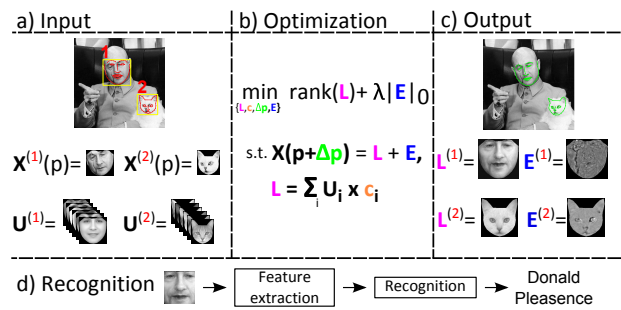 a) Input
b) Optimization
c) Output
1
2
X⁽¹⁾(p)=
X⁽²⁾(p)=
U⁽¹⁾=
U⁽²⁾=
min rank(L)+ λ|E|₀
{L,c,Δp,E}
s.t. X(p+Δp) = L + E,
L = ∑ᵢ Uᵢ x cᵢ
L⁽¹⁾=
E⁽¹⁾=
L⁽²⁾=
E⁽²⁾=
d) Recognition
Feature extraction
Recognition
Donald
Pleasence